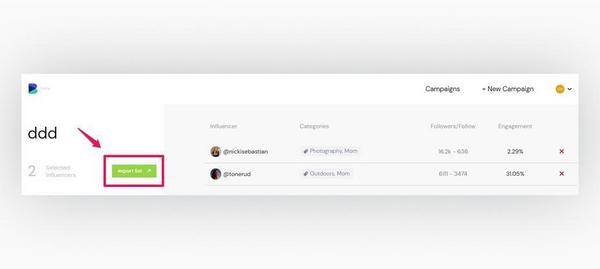 Campaigns + New Campaign
ddd
Influencer Categories Followers/Follow Engagement
@nickisebastian Photography, Mom 16.2k - 636 2.29%
@tonerud Outdoors, Mom 6111 - 3474 31.05%
2 Selected Influencers
export list